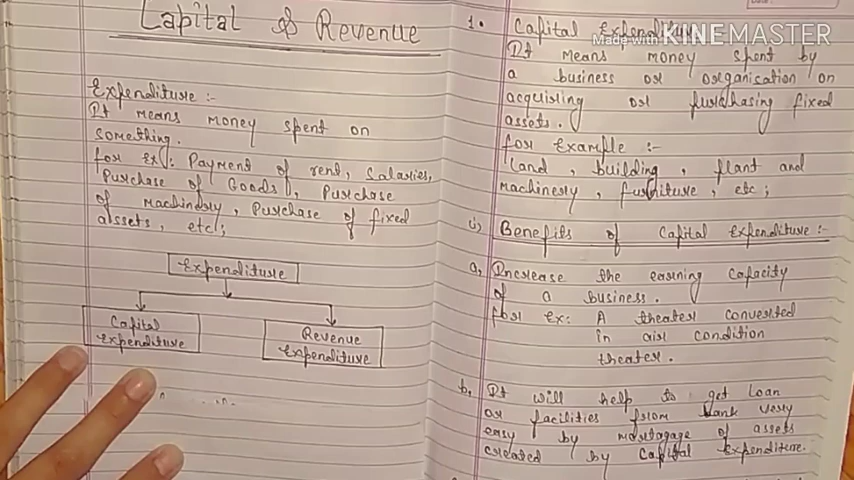 Capital & Revenue
Expenditure :-
It means money spent on
something.
for ex: Payment of rent, Salaries,
Purchase of Goods, Purchase
of machinery, Purchase of fixed
assets, etc;
Expenditure
Capital
Expenditure
Revenue
Expenditure
1. Capital Expenditure
Made with KINEMASTER
It means money spent by
a business or organisation on
acquiring or purchasing fixed
assets.
for Example :-
Land, building, plant and
machinery, furniture, etc;
i) Benefits of Capital Expenditure :-
a, Increase the earning capacity
of a business.
for ex: A theater converted
in air condition
theater.
b, It will help to get loan
or facilities from bank very
easy by mortagage of assets
created by Capital Expenditure.